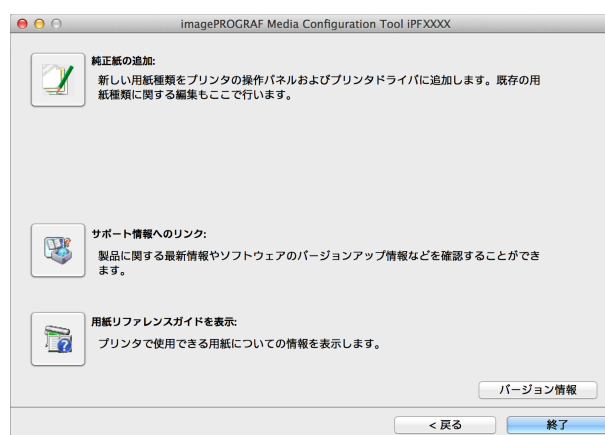 imagePROGRAF Media Configuration Tool iPFXXXX
純正紙の追加:
新しい用紙種類をプリンタの操作パネルおよびプリンタドライバに追加します。既存の用
紙種類に関する編集もここで行います。
サポート情報へのリンク:
製品に関する最新情報やソフトウェアのバージョンアップ情報などを確認することができ
ます。
用紙リファレンスガイドを表示:
プリンタで使用できる用紙についての情報を表示します。
バージョン情報
< 戻る
終了